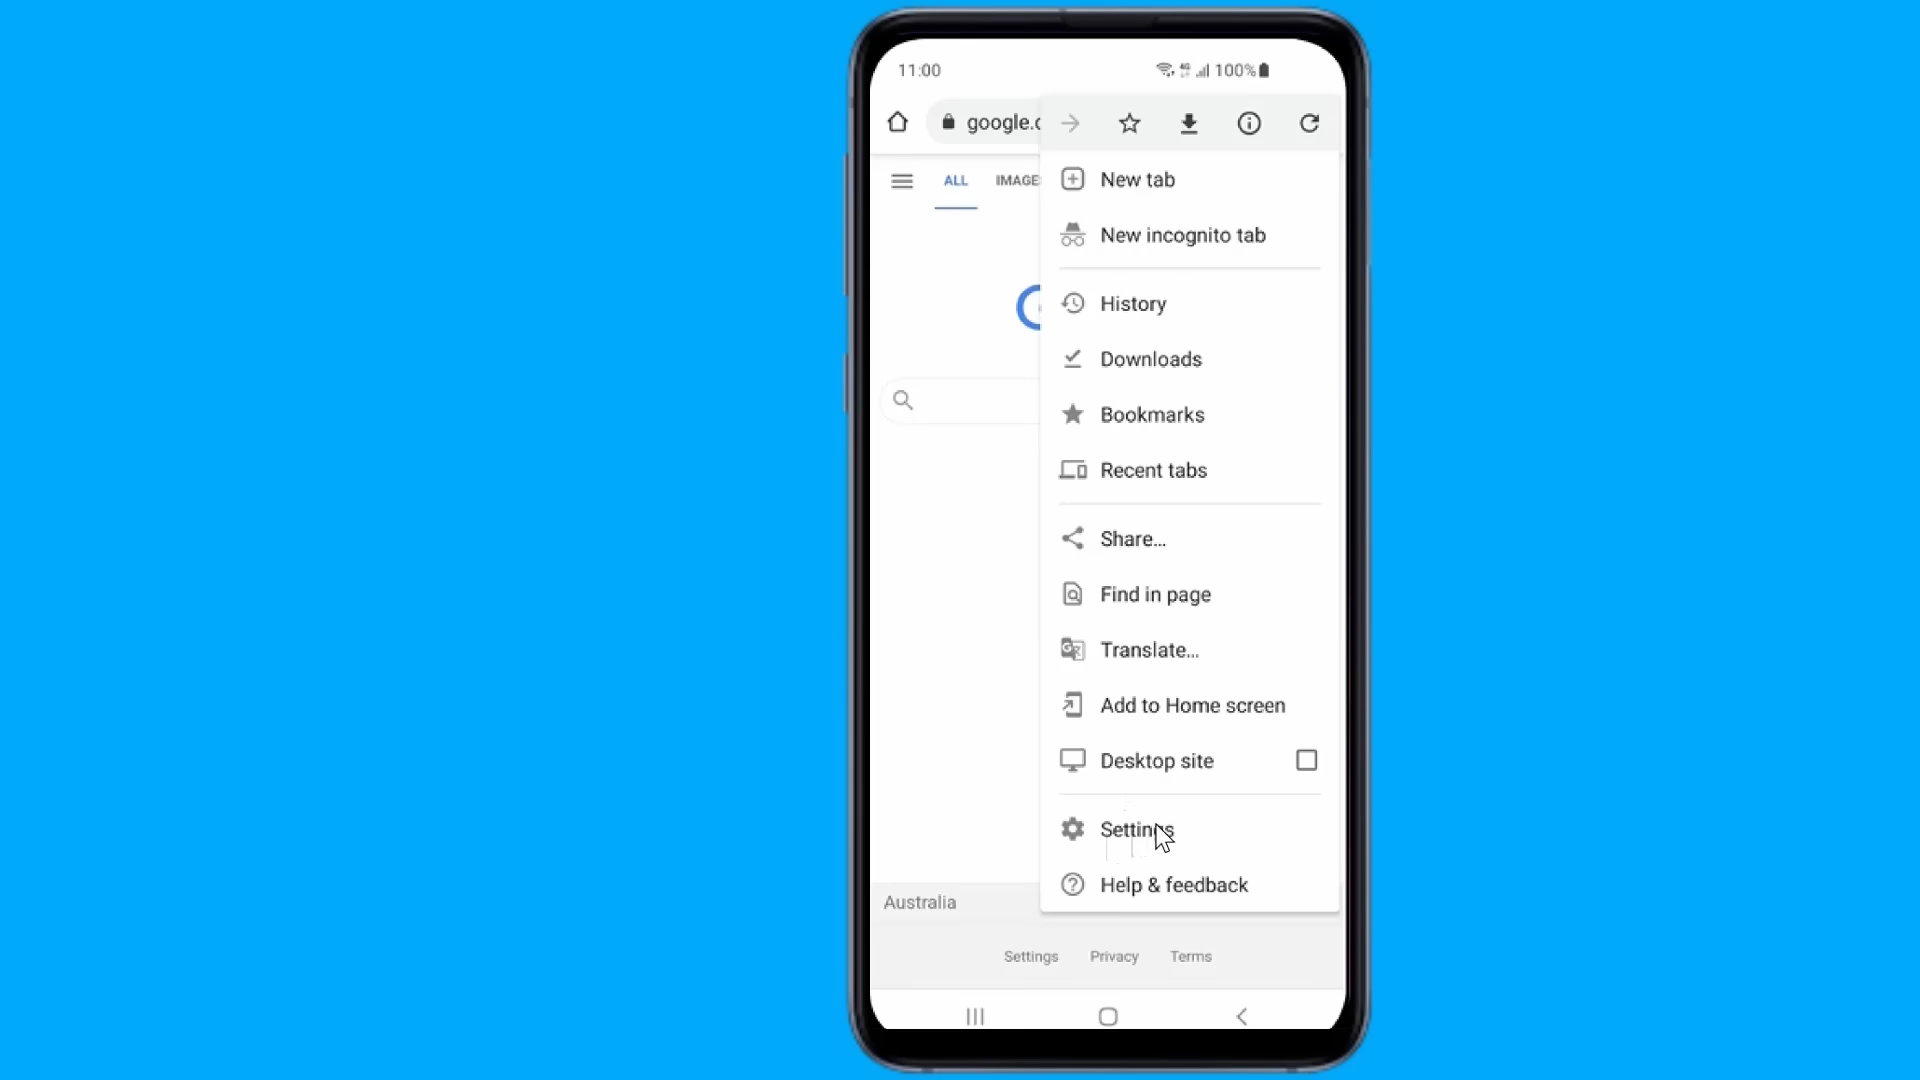 11:00
4G
100%
google.c
ALL
IMAGE
New tab
New incognito tab
History
Downloads
Bookmarks
Recent tabs
Share...
Find in page
Translate...
Add to Home screen
Desktop site
Settings
Help & feedback
Australia
Settings Privacy Terms